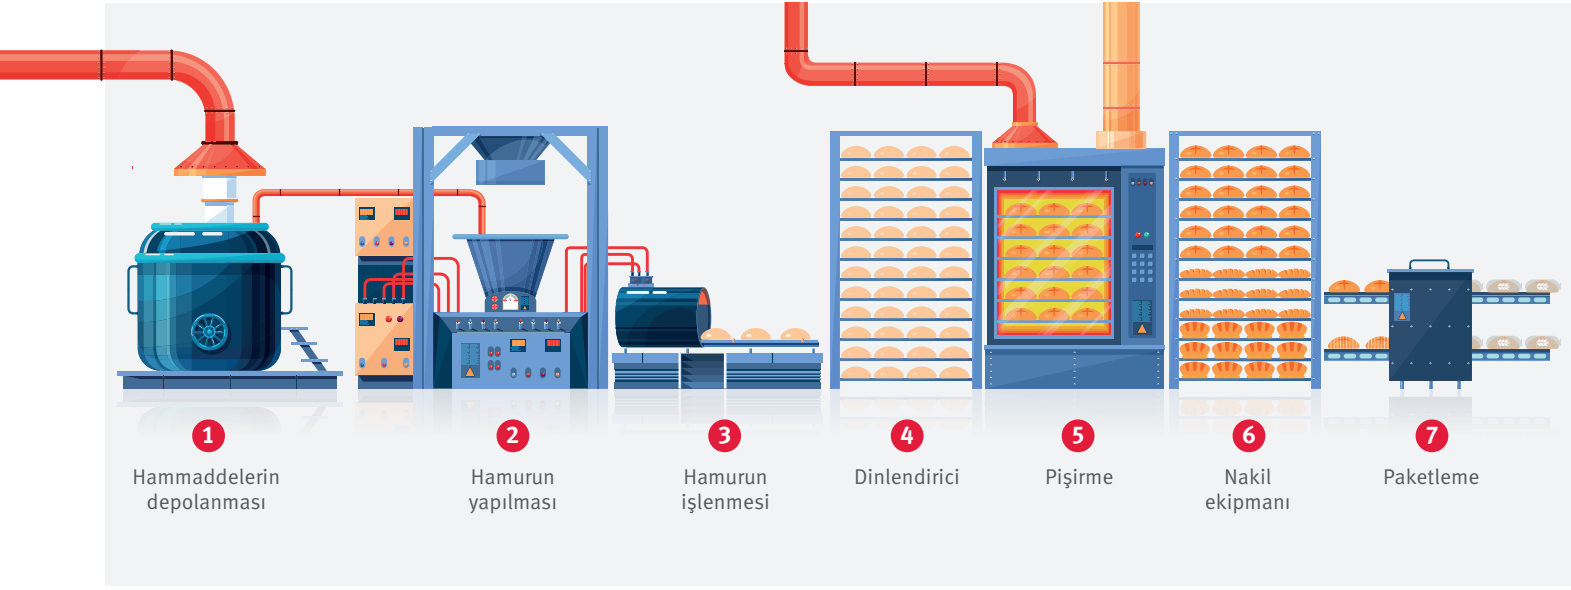 1
Hammaddelerin
depolanması
2
Hamurun
yapılması
3
Hamurun
işlenmesi
4
Dinlendirici
5
Pişirme
6
Nakil
ekipmanı
7
Paketleme